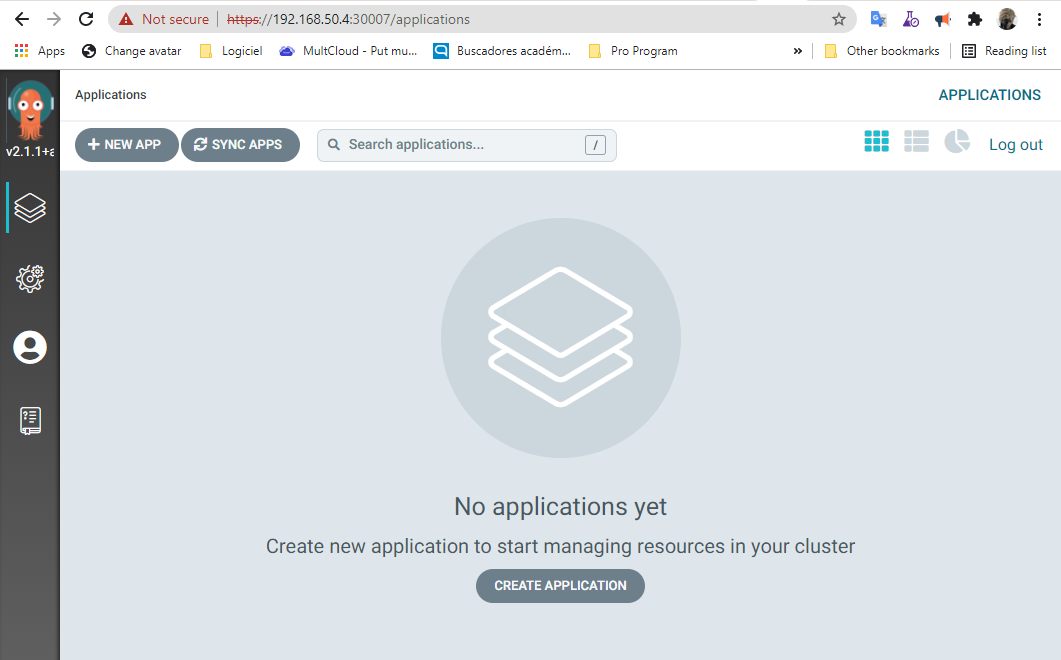 Not secure https://192.168.50.4:30007/applications
Apps Change avatar Logiciel MultCloud - Put mu... Buscadores académ... Pro Program » Other bookmarks Reading list
Applications APPLICATIONS
v2.1.1+a
NEW APP SYNC APPS Search applications... / Log out
No applications yet
Create new application to start managing resources in your cluster
CREATE APPLICATION